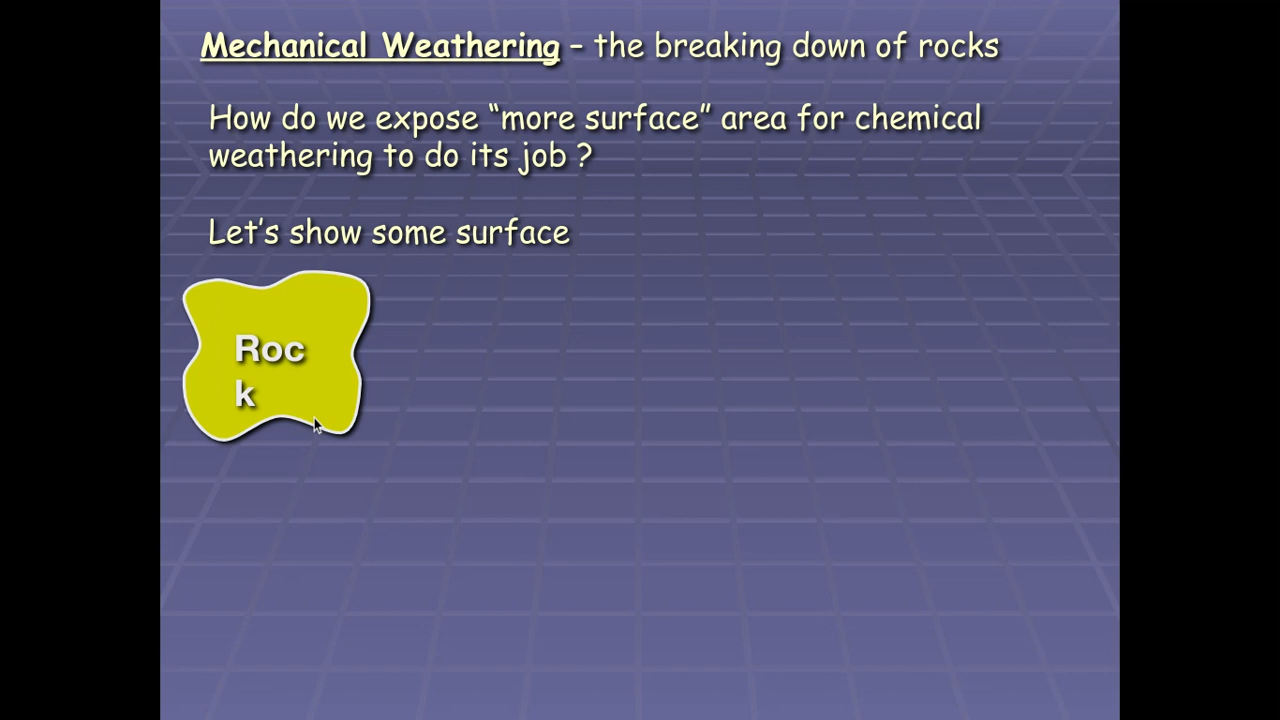 Mechanical Weathering – the breaking down of rocks
How do we expose “more surface” area for chemical
weathering to do its job ?
Let’s show some surface
Roc
k